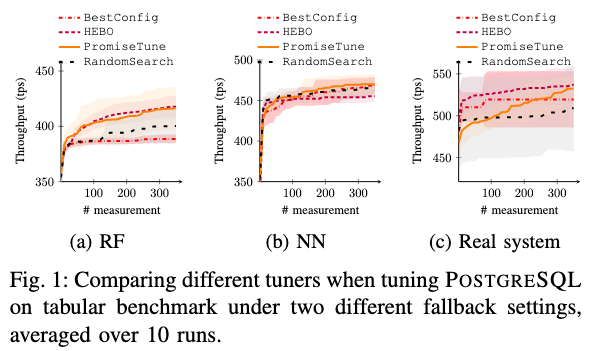 BestConfig
HEBO
PromiseTune
RandomSearch
Throughput (tps)
450
400
350
100 200 300
# measurement
(a) RF
BestConfig
HEBO
PromiseTune
RandomSearch
Throughput (tps)
500
450
400
350
100 200 300
# measurement
(b) NN
BestConfig
HEBO
PromiseTune
RandomSearch
Throughput (tps)
550
500
450
100 200 300
# measurement
(c) Real system
Fig. 1: Comparing different tuners when tuning POSTGRESQL
on tabular benchmark under two different fallback settings,
averaged over 10 runs.